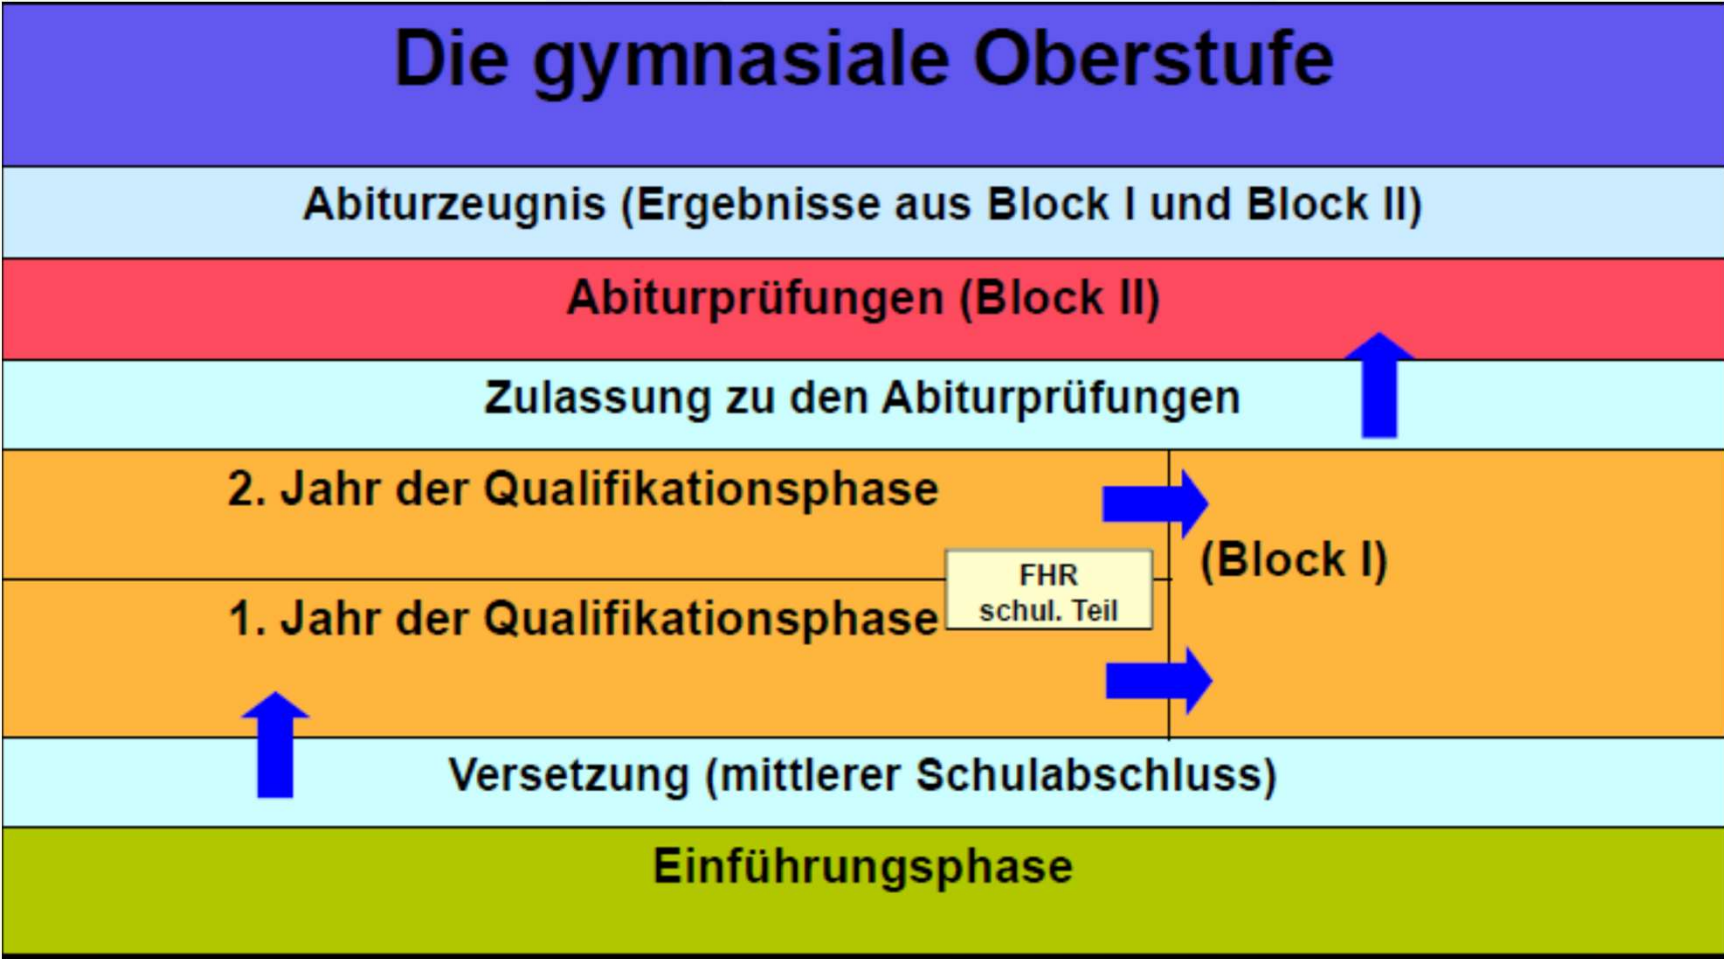 Die gymnasiale Oberstufe
Abiturzeugnis (Ergebnisse aus Block I und Block II)
Abiturprüfungen (Block II)
Zulassung zu den Abiturprüfungen
2. Jahr der Qualifikationsphase
(Block I)
FHR
schul. Teil
1. Jahr der Qualifikationsphase
Versetzung (mittlerer Schulabschluss)
Einführungsphase